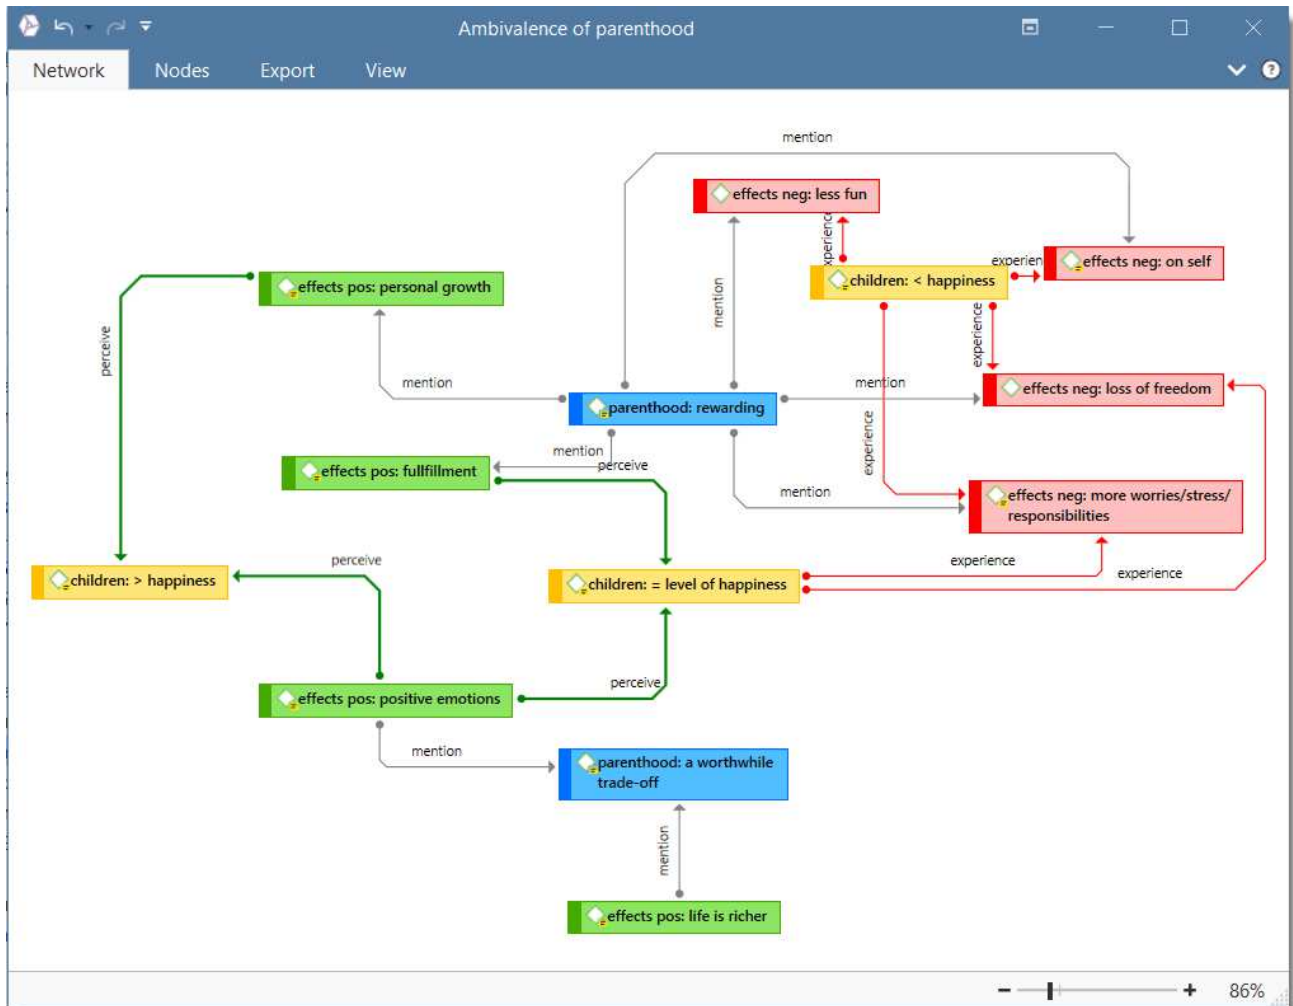 Ambivalence of parenthood
Network Nodes Export View
mention
effects neg: less fun
experience
experien
effects neg: on self
children: < happiness
effects pos: personal growth
mention
experience
perceive
mention
mention
effects neg: loss of freedom
parenthood: rewarding
experience
mention
perceive
effects pos: fullfillment
mention
effects neg: more worries/stress/
responsibilities
perceive
experience
experience
children: > happiness
children: = level of happiness
perceive
effects pos: positive emotions
mention
parenthood: a worthwhile
trade-off
mention
effects pos: life is richer
86%